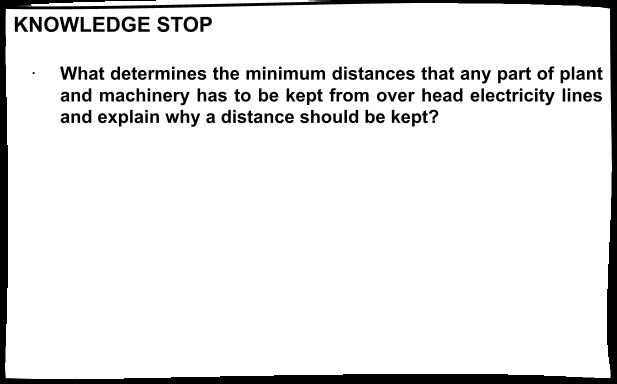 KNOWLEDGE STOP
· What determines the minimum distances that any part of plant
and machinery has to be kept from over head electricity lines
and explain why a distance should be kept?